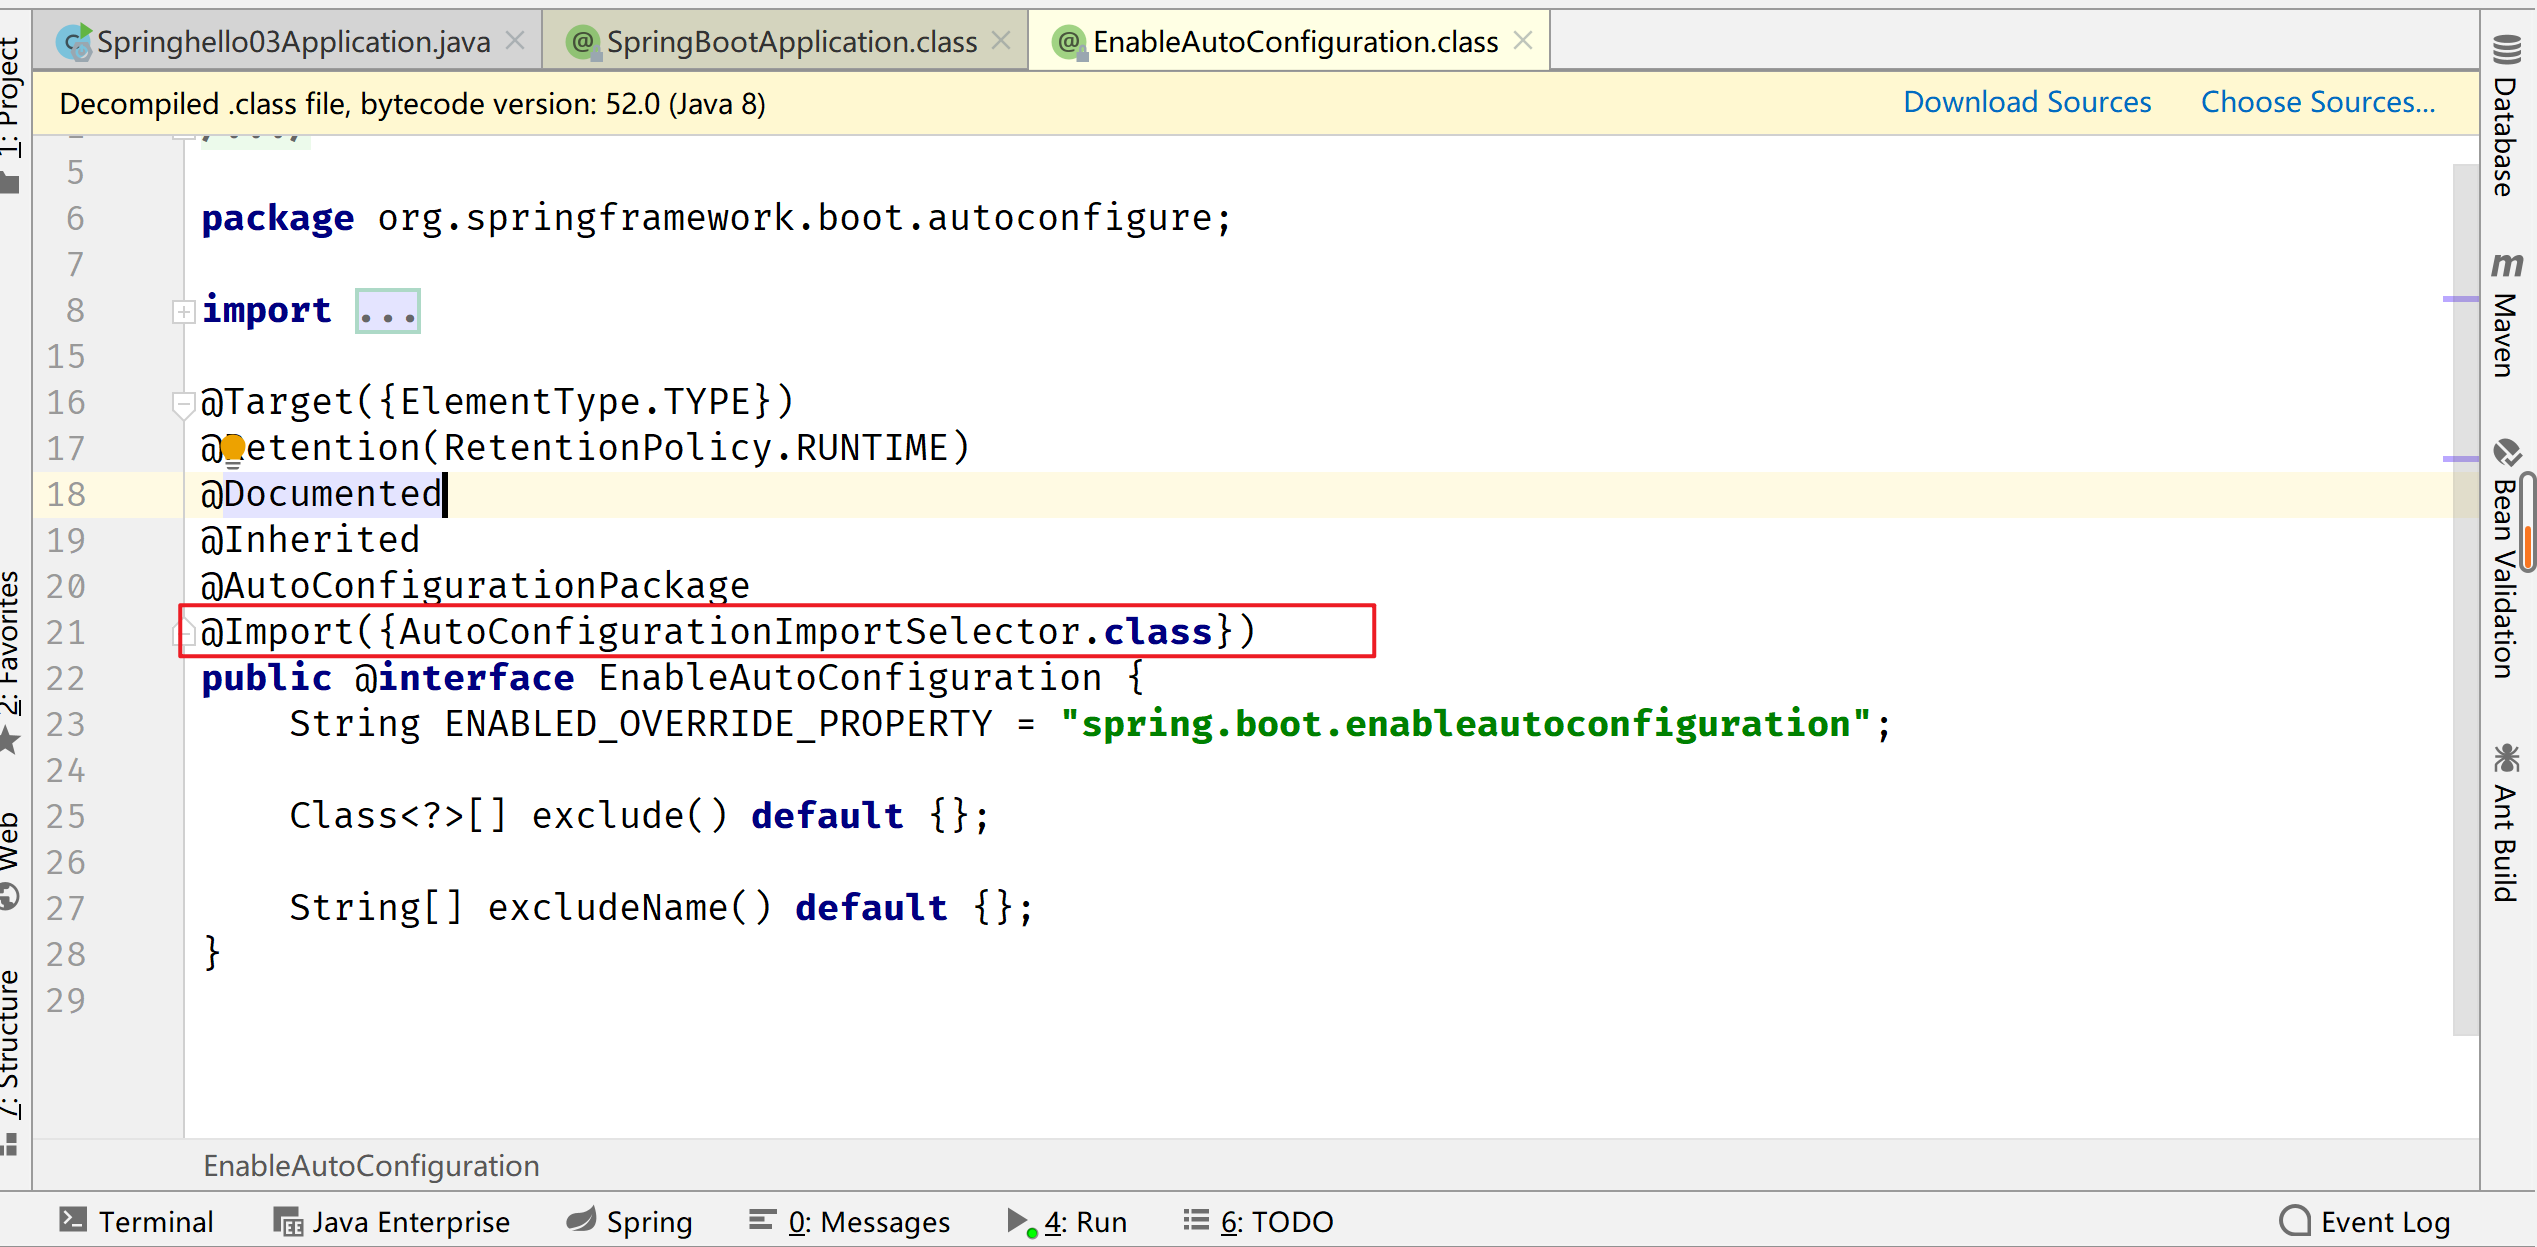 Springhello03Application.java
SpringBootApplication.class
EnableAutoConfiguration.class
Decompiled .class file, bytecode version: 52.0 (Java 8)
Download Sources
Choose Sources...
1: Project
2: Favorites
Web
7: Structure
5
6 package org.springframework.boot.autoconfigure;
7
8 import ...
15
16 @Target({ElementType.TYPE})
17 @Retention(RetentionPolicy.RUNTIME)
18 @Documented
19 @Inherited
20 @AutoConfigurationPackage
21 @Import({AutoConfigurationImportSelector.class})
22 public @interface EnableAutoConfiguration {
23 String ENABLED_OVERRIDE_PROPERTY = "spring.boot.enableautoconfiguration";
24
25 Class<?>[] exclude() default {};
26
27 String[] excludeName() default {};
28 }
29
Database
Maven
Bean Validation
Ant Build
EnableAutoConfiguration
Terminal
Java Enterprise
Spring
0: Messages
4: Run
6: TODO
Event Log